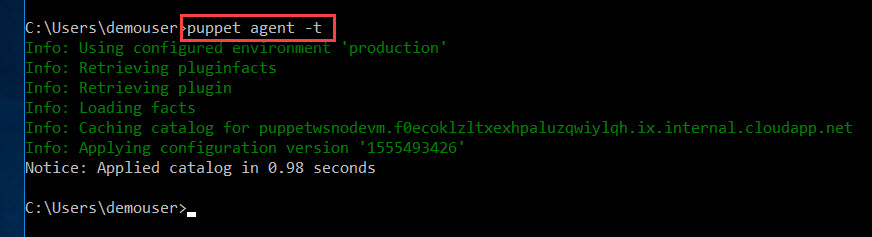 C:\Users\demouser>puppet agent -t
Info: Using configured environment 'production'
Info: Retrieving pluginfacts
Info: Retrieving plugin
Info: Loading facts
Info: Caching catalog for puppetwsnodevm.f0ecoklzltxexhpaluzqwiylqh.ix.internal.cloudapp.net
Info: Applying configuration version '1555493426'
Notice: Applied catalog in 0.98 seconds
C:\Users\demouser>